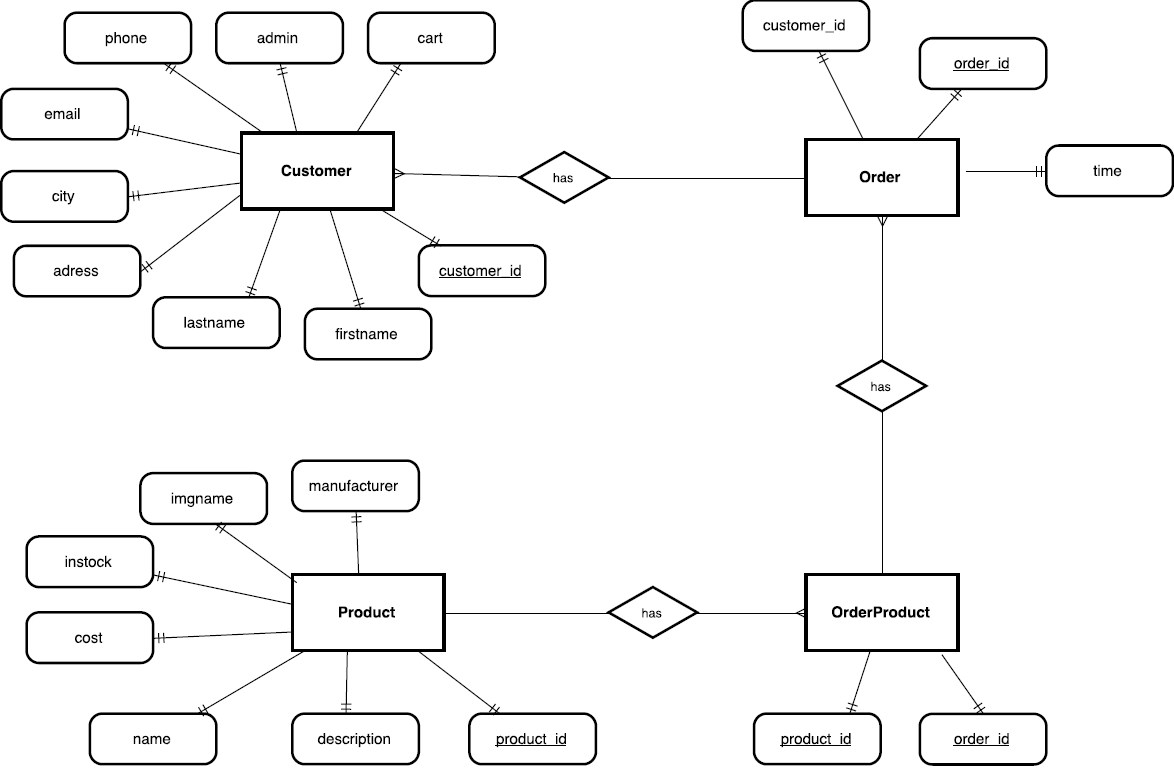 phone
admin
cart
customer_id
order_id
email
Customer
has
Order
time
city
adress
customer_id
lastname
firstname
has
imgname
manufacturer
instock
Product
has
OrderProduct
cost
name
description
product_id
product_id
order_id